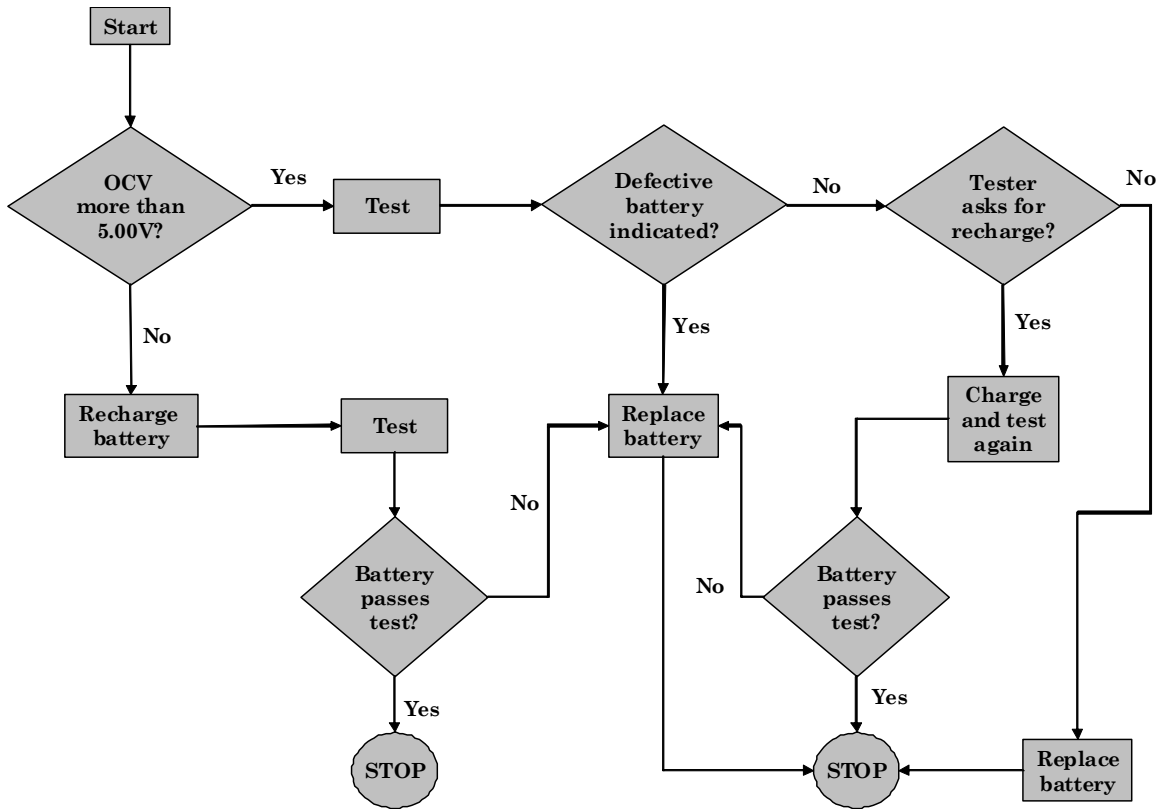 Start
OCV
more than
5.00V?
Yes
Test
Defective
battery
indicated?
No
Tester
asks for
recharge?
No
No
Yes
Yes
Recharge
battery
Test
Replace
battery
Charge
and test
again
No
Battery
passes
test?
No
Battery
passes
test?
Yes
Yes
STOP
STOP
Replace
battery